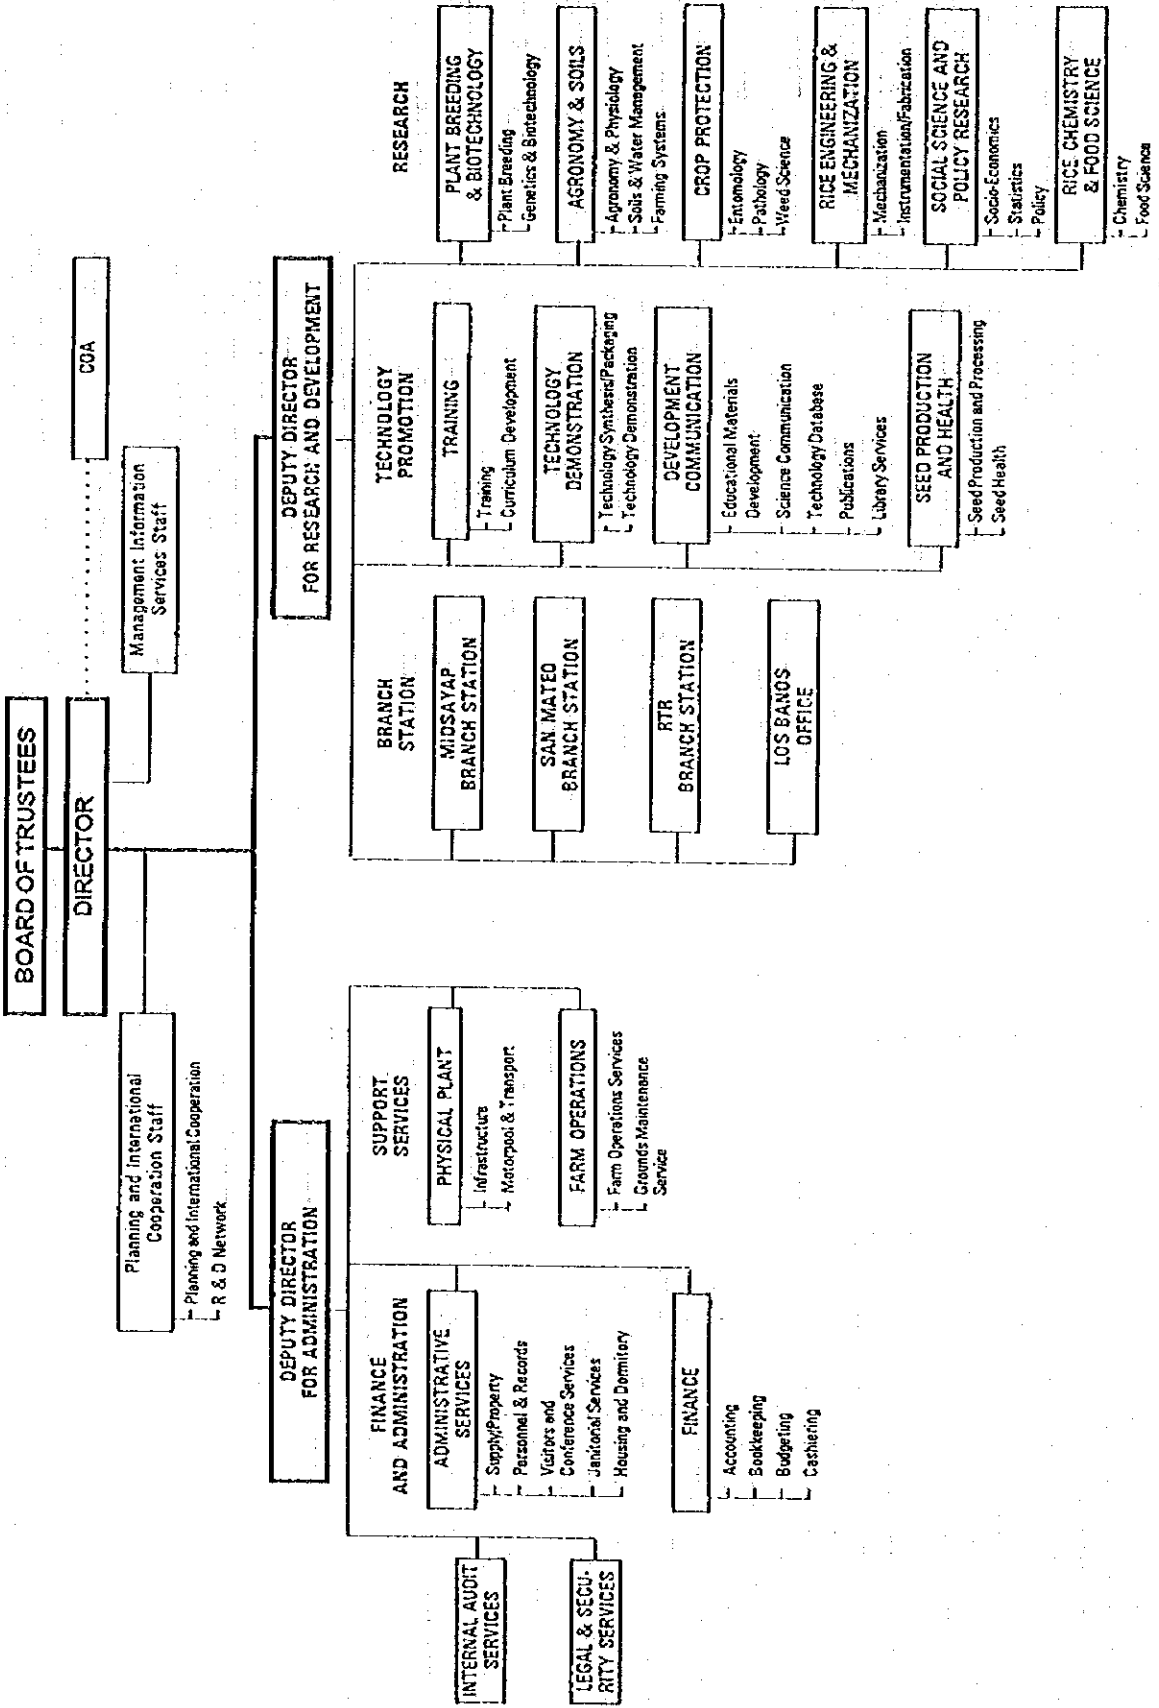 BOARD OF TRUSTEES
DIRECTOR
COA
Planning and International
Cooperation Staff
Planning and International Cooperation
R & D Network
Management Information
Services Staff
DEPUTY DIRECTOR
FOR ADMINISTRATION
DEPUTY DIRECTOR
FOR RESEARCH AND DEVELOPMENT
INTERNAL AUDIT
SERVICES
LEGAL & SECU-
RITY SERVICES
FINANCE
AND ADMINISTRATION
ADMINISTRATIVE
SERVICES
Supply/Property
Personnel & Records
Visitors and
Conference Services
Janitorial Services
Housing and Dormitory
FINANCE
Accounting
Bookkeeping
Budgeting
Cashiering
SUPPORT
SERVICES
PHYSICAL PLANT
Infrastructure
Motorpool & Transport
FARM OPERATIONS
Farm Operations Services
Grounds Maintenance
Service
BRANCH
STATION
MIDSAYAP
BRANCH STATION
SAN MATEO
BRANCH STATION
RTR
BRANCH STATION
LOS BANOS
OFFICE
TECHNOLOGY
PROMOTION
TRAINING
Training
Curriculum Development
TECHNOLOGY
DEMONSTRATION
Technology Synthesis/Packaging
Technology Demonstration
DEVELOPMENT
COMMUNICATION
Educational Materials
Development
Science Communication
Technology Database
Publications
Library Services
SEED PRODUCTION
AND HEALTH
Seed Production and Processing
Seed Health
RESEARCH
PLANT BREEDING
& BIOTECHNOLOGY
Plant Breeding
Genetics & Biotechnology
AGRONOMY & SOILS
Agronomy & Physiology
Soils & Water Management
Farming Systems
CROP PROTECTION
Entomology
Pathology
Weed Science
RICE ENGINEERING &
MECHANIZATION
Mechanization
Instrumentation/Fabrication
SOCIAL SCIENCE AND
POLICY RESEARCH
Socio-Economics
Statistics
Policy
RICE CHEMISTRY
& FOOD SCIENCE
Chemistry
Food Science